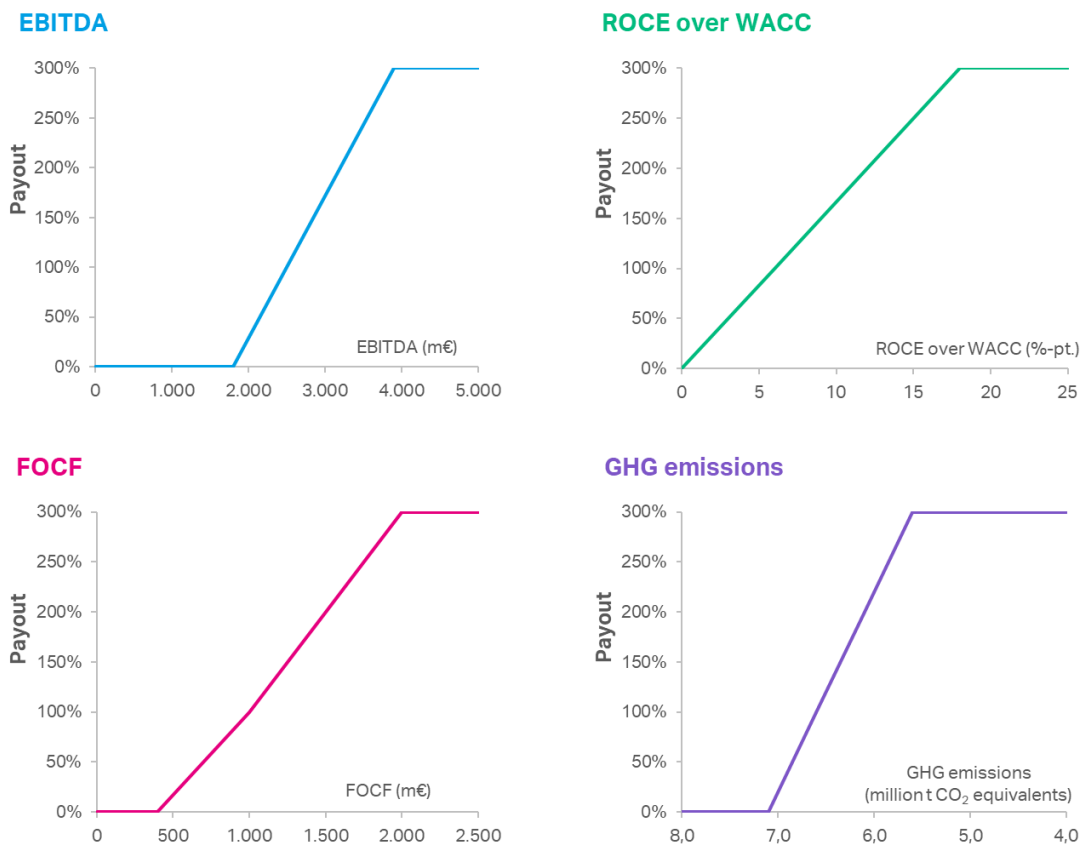 EBITDA
300%
250%
200%
150%
100%
50%
0%
Payout
EBITDA (m€)
0 1.000 2.000 3.000 4.000 5.000
ROCE over WACC
300%
250%
200%
150%
100%
50%
0%
Payout
ROCE over WACC (%-pt.)
0 5 10 15 20 25
FOCF
300%
250%
200%
150%
100%
50%
0%
Payout
FOCF (m€)
0 500 1.000 1.500 2.000 2.500
GHG emissions
300%
250%
200%
150%
100%
50%
0%
Payout
GHG emissions
(million t CO₂ equivalents)
8,0 7,0 6,0 5,0 4,0